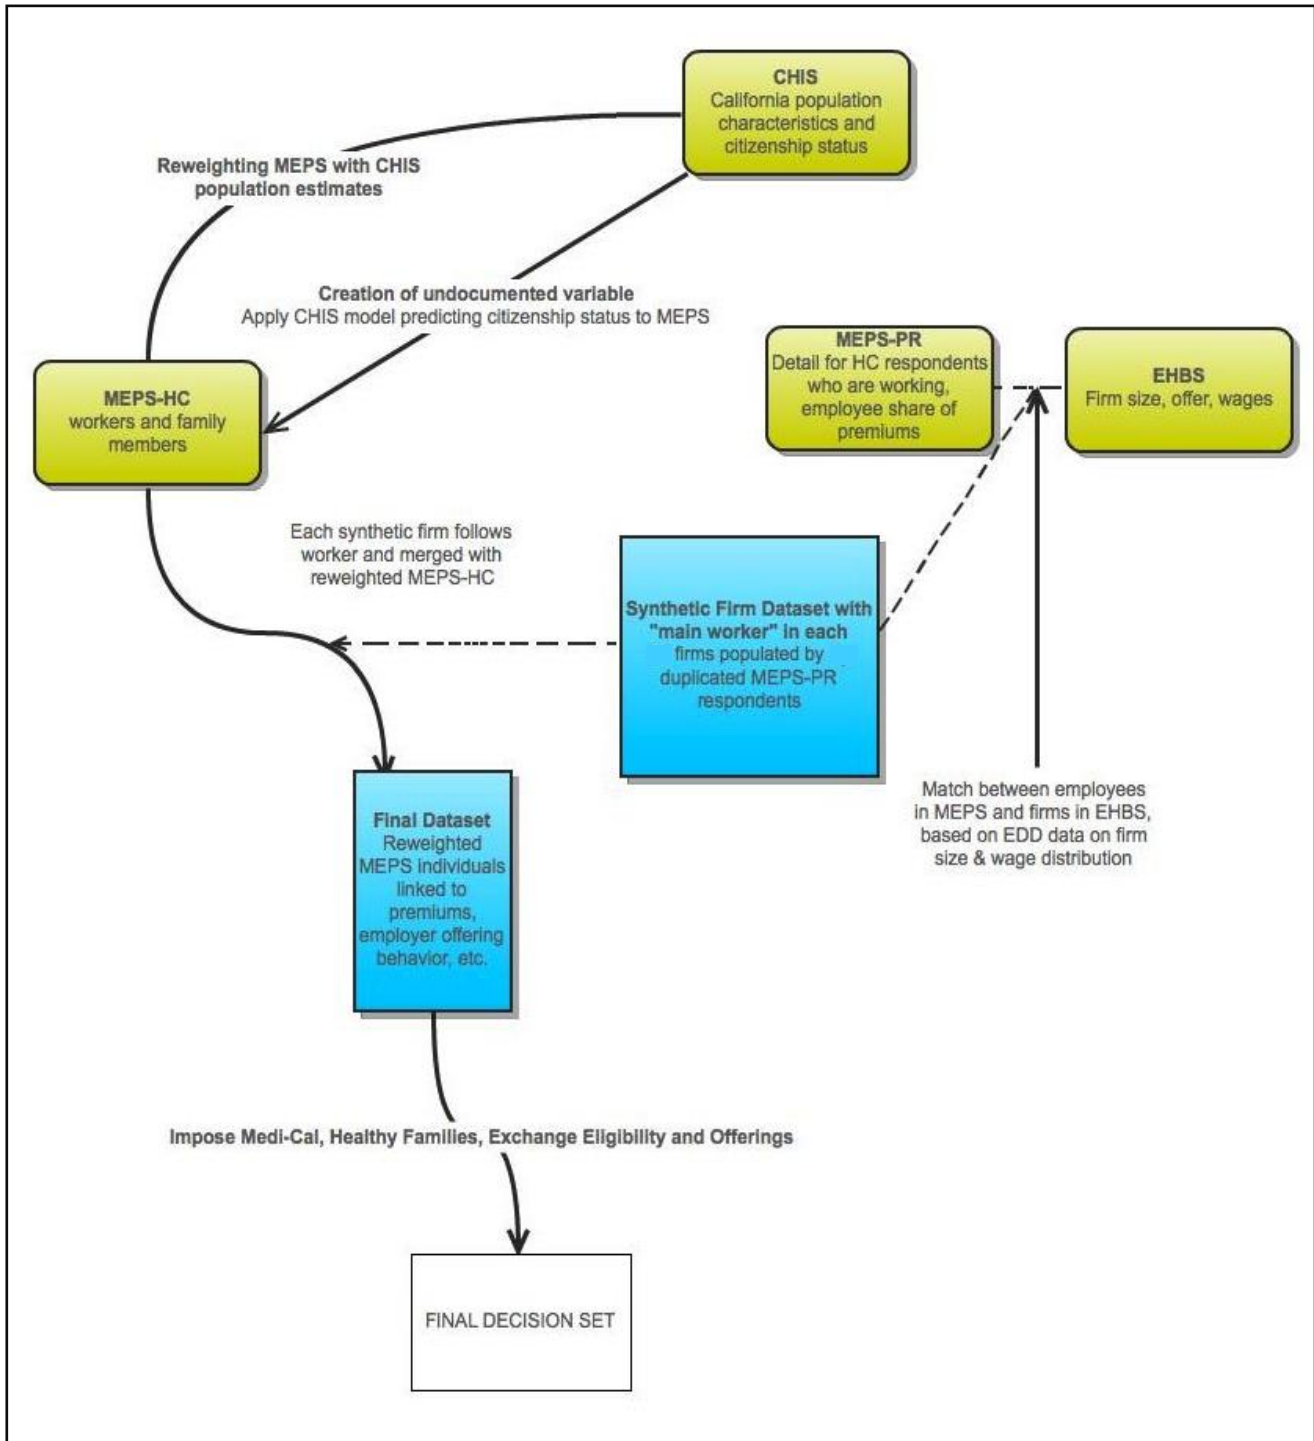 CHIS
California population
characteristics and
citizenship status
Reweighting MEPS with CHIS
population estimates
Creation of undocumented variable
Apply CHIS model predicting citizenship status to MEPS
MEPS-HC
workers and family
members
MEPS-PR
Detail for HC respondents
who are working,
employee share of
premiums
EHBS
Firm size, offer, wages
Each synthetic firm follows
worker and merged with
reweighted MEPS-HC
Synthetic Firm Dataset with
"main worker" in each
firms populated by
duplicated MEPS-PR
respondents
Match between employees
in MEPS and firms in EHBS,
based on EDD data on firm
size & wage distribution
Final Dataset
Reweighted
MEPS individuals
linked to
premiums,
employer offering
behavior, etc.
Impose Medi-Cal, Healthy Families, Exchange Eligibility and Offerings
FINAL DECISION SET